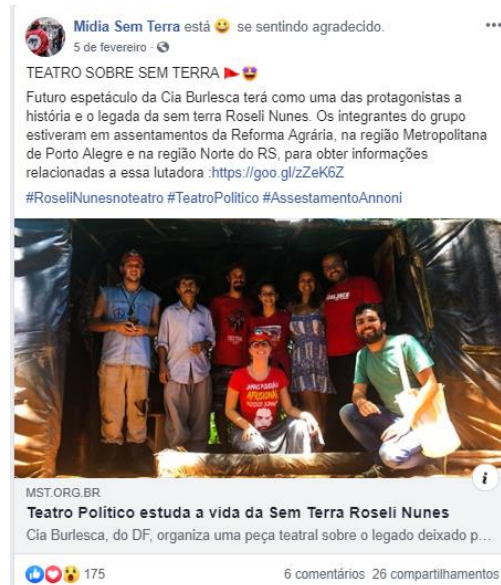 Mídia Sem Terra está 😀 se sentindo agradecido.
5 de fevereiro ·
TEATRO SOBRE SEM TERRA 🚩🤩
Futuro espetáculo da Cia Burlesca terá como uma das protagonistas a
história e o legada da sem terra Roseli Nunes. Os integrantes do grupo
estiveram em assentamentos da Reforma Agrária, na região Metropolitana
de Porto Alegre e na região Norte do RS, para obter informações
relacionadas a essa lutadora :https://goo.gl/zZeK6Z
#RoseliNunesnoteatro #TeatroPolitico #AssestamentoAnnoni
MST.ORG.BR
Teatro Político estuda a vida da Sem Terra Roseli Nunes
Cia Burlesca, do DF, organiza uma peça teatral sobre o legado deixado p...
175
6 comentários 26 compartilhamentos